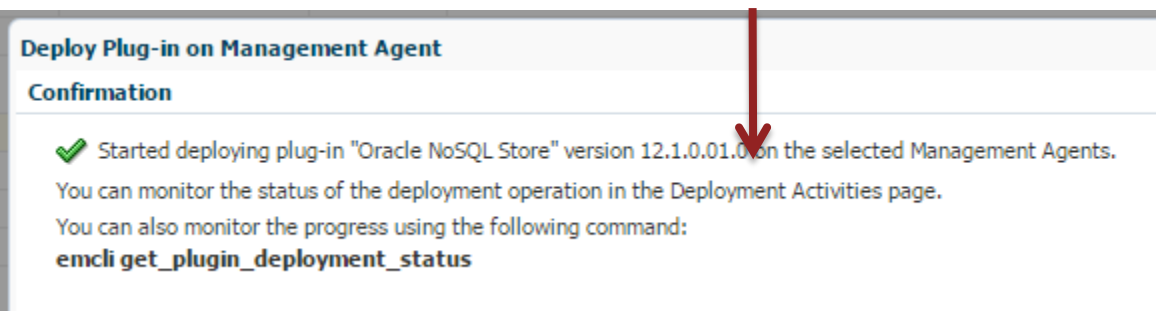 Deploy Plug-in on Management Agent
Confirmation
Started deploying plug-in "Oracle NoSQL Store" version 12.1.0.01.0 on the selected Management Agents.
You can monitor the status of the deployment operation in the Deployment Activities page.
You can also monitor the progress using the following command:
emcli get_plugin_deployment_status